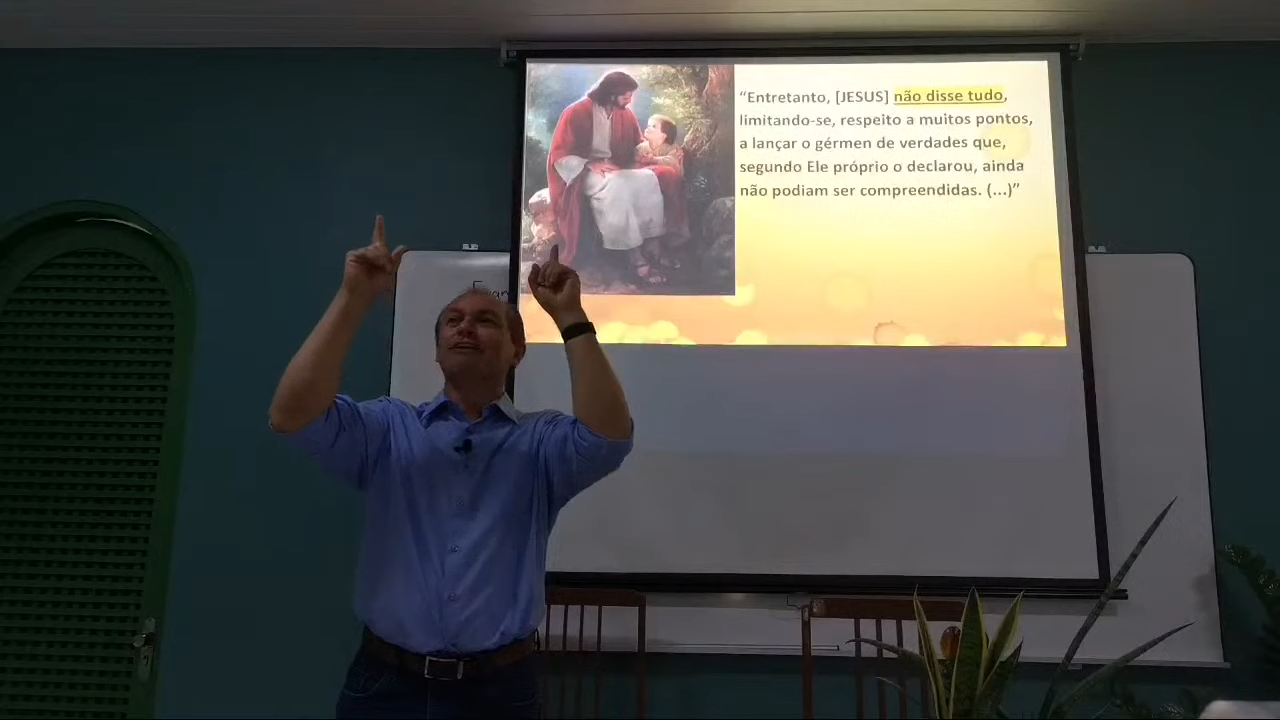 “Entretanto, [JESUS] não disse tudo,
limitando-se, respeito a muitos pontos,
a lançar o gérmen de verdades que,
segundo Ele próprio o declarou, ainda
não podiam ser compreendidas. (...)”
Evan